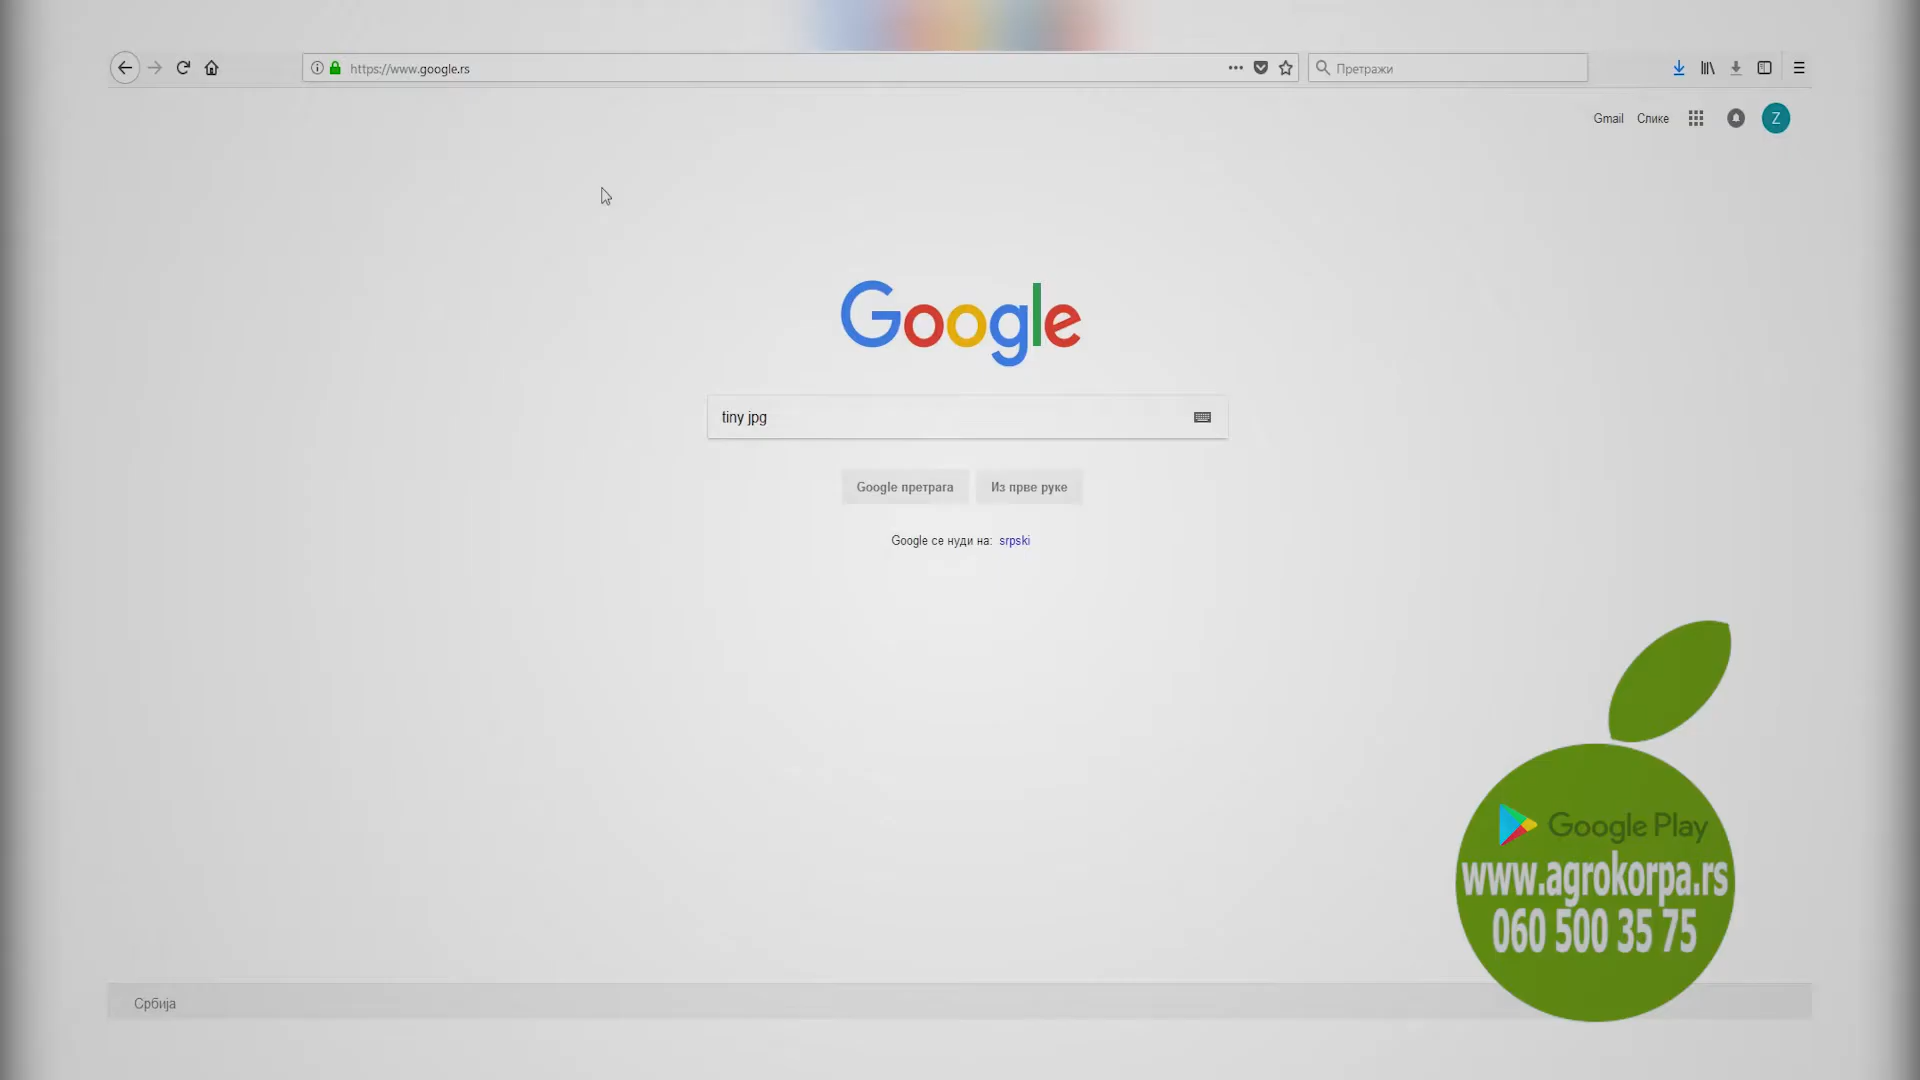 https://www.google.rs
Претражи
Gmail Слике
Z
Google
tiny jpg
Google претрага Из прве руке
Google се нуди на: srpski
Google Play
www.agrokorpa.rs
060 500 35 75
Србија